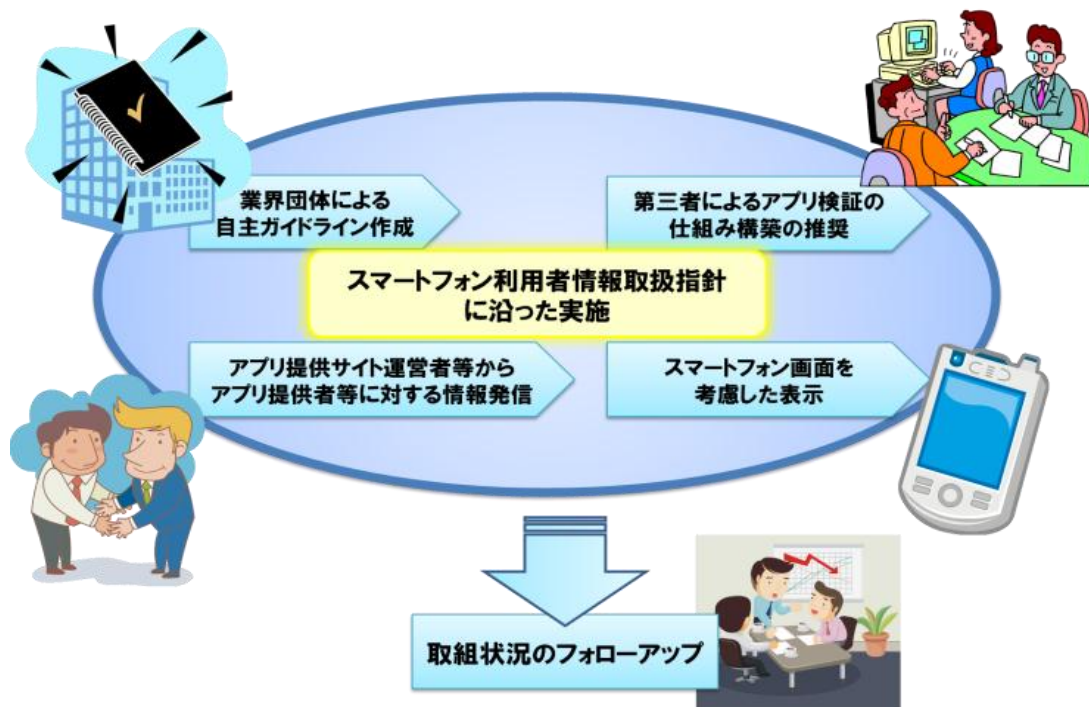 業界団体による
自主ガイドライン作成
第三者によるアプリ検証の
仕組み構築の推奨
スマートフォン利用者情報取扱指針
に沿った実施
アプリ提供サイト運営者等から
アプリ提供者等に対する情報発信
スマートフォン画面を
考慮した表示
取組状況のフォローアップ